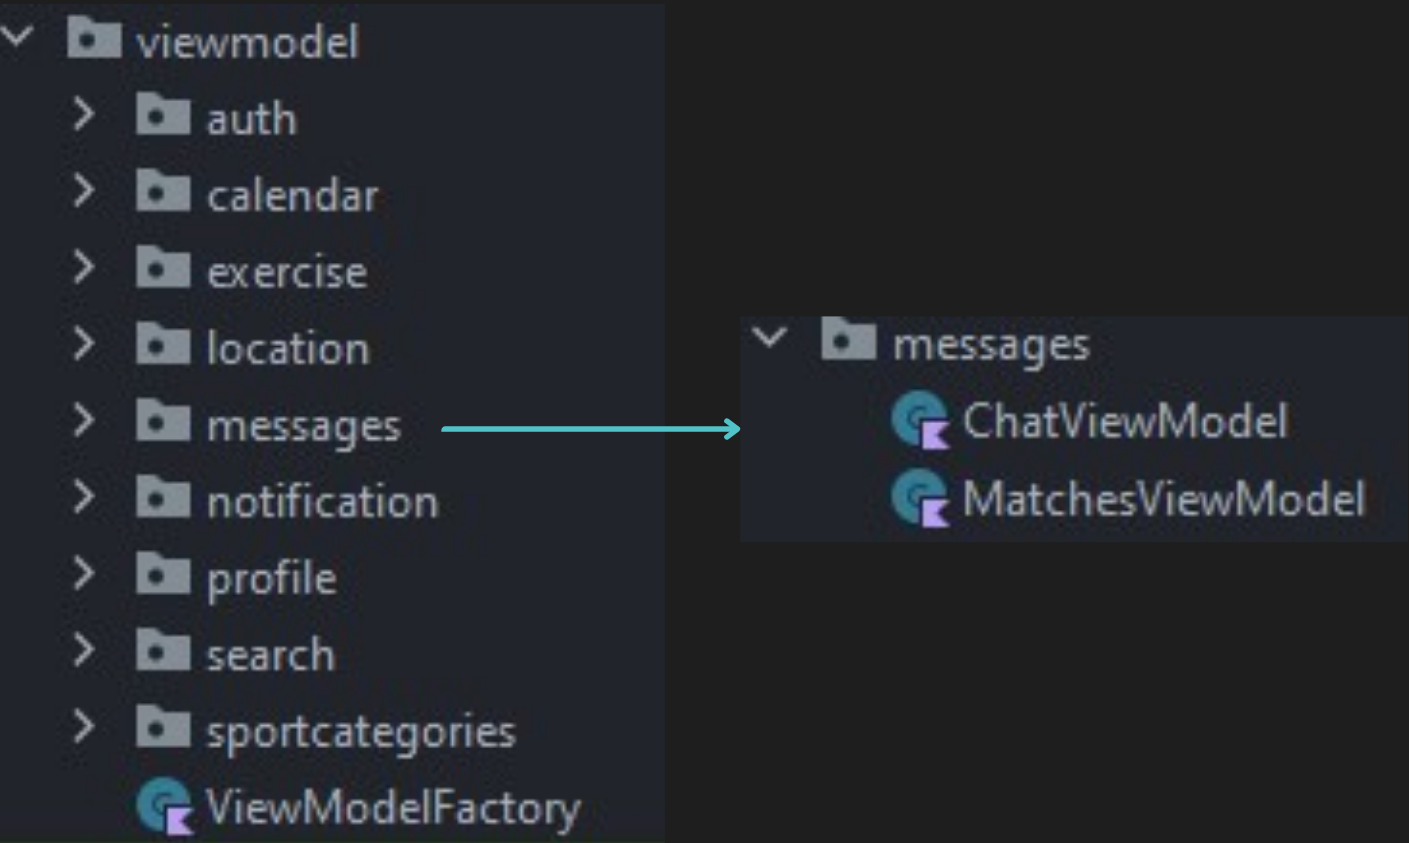 viewmodel
auth
calendar
exercise
location
messages
notification
profile
search
sportcategories
ViewModelFactory
messages
ChatViewModel
MatchesViewModel